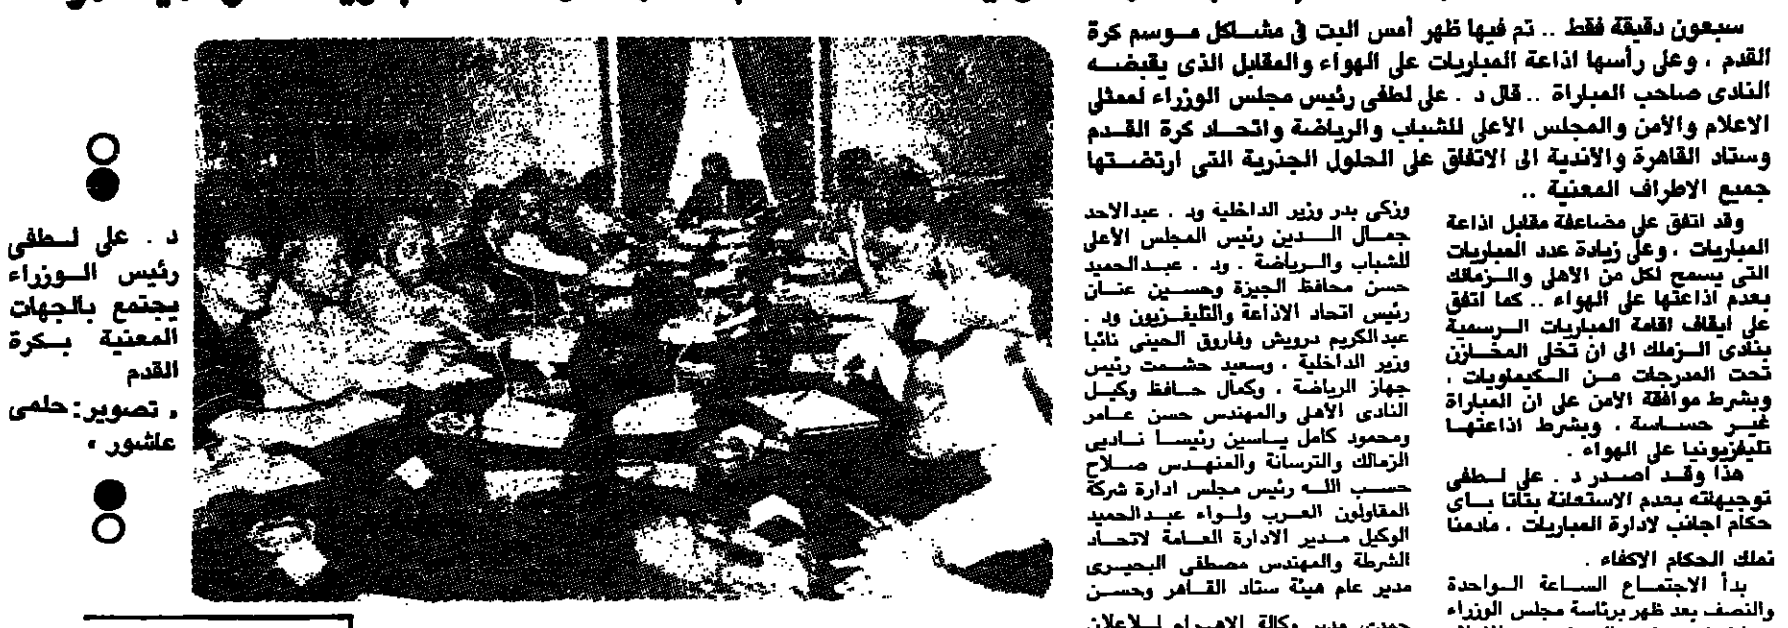 سبعون دقيقة فقط .. تم فيها ظهر أمس البت في مشاكل موسم كرة
القدم ، وعلى رأسها اذاعة المباريات على الهواء والمقابل الذى يقبضه
النادى صاحب المباراة .. قال د . على لطفى رئيس مجلس الوزراء لممثلى
الاعلام والأمن والمجلس الأعلى للشباب والرياضة واتحاد كرة القدم
وستاد القاهرة والأندية الى الاتفاق على الحلول الجذرية التى ارتضتها
جميع الاطراف المعنية ..
وقد اتفق على مضاعفة مقابل اذاعة
المباريات ، وعلى زيادة عدد المباريات
التى يسمح لكل من الأهلى والزمالك
بعدم اذاعتها على الهواء .. كما اتفق
على ايقاف اقامة المباريات الرسمية
بنادى الزملك الى ان تخلى المخازن
تحت المدرجات من الكيماويات ،
وبشرط موافقة الأمن على ان المباراة
غير حساسة ، وبشرط اذاعتها
تليفزيونيا على الهواء .
هذا وقد اصدر د . على لطفى
توجيهاته بعدم الاستعانة بتاتا باى
حكام اجانب لادارة المباريات ، مادمنا
نملك الحكام الاكفاء .
بدأ الاجتماع الساعة الواحدة
والنصف بعد ظهر برئاسة مجلس الوزراء
وزكى بدر وزير الداخلية ود . عبدالاحد
جمال الدين رئيس المجلس الأعلى
للشباب والرياضة ، ود . عبدالحميد
حسن محافظ الجيزة وحسين عنان
رئيس اتحاد الاذاعة والتليفزيون ود .
عبدالكريم درويش وفاروق الحينى نائبا
وزير الداخلية ، وسعيد حشمت رئيس
جهاز الرياضة ، وكمال حافظ وكيل
النادى الأهلى والمهندس حسن عامر
ومحمود كامل ياسين رئيسا ناديى
الزمالك والترسانة والمنهدس صلاح
حسب الله رئيس مجلس ادارة شركة
المقاولون العرب ولواء عبدالحميد
الوكيل مدير الادارة العامة لاتحاد
الشرطة والمهندس مصطفى البحيرى
مدير عام هيئة ستاد القاهر وحسن
حمدى مدير وكالة الاهرام للاعلان
د . على لطفى
رئيس الوزراء
يجتمع بالجهات
المعنية بكرة
القدم
، تصوير: حلمى
عاشور ،